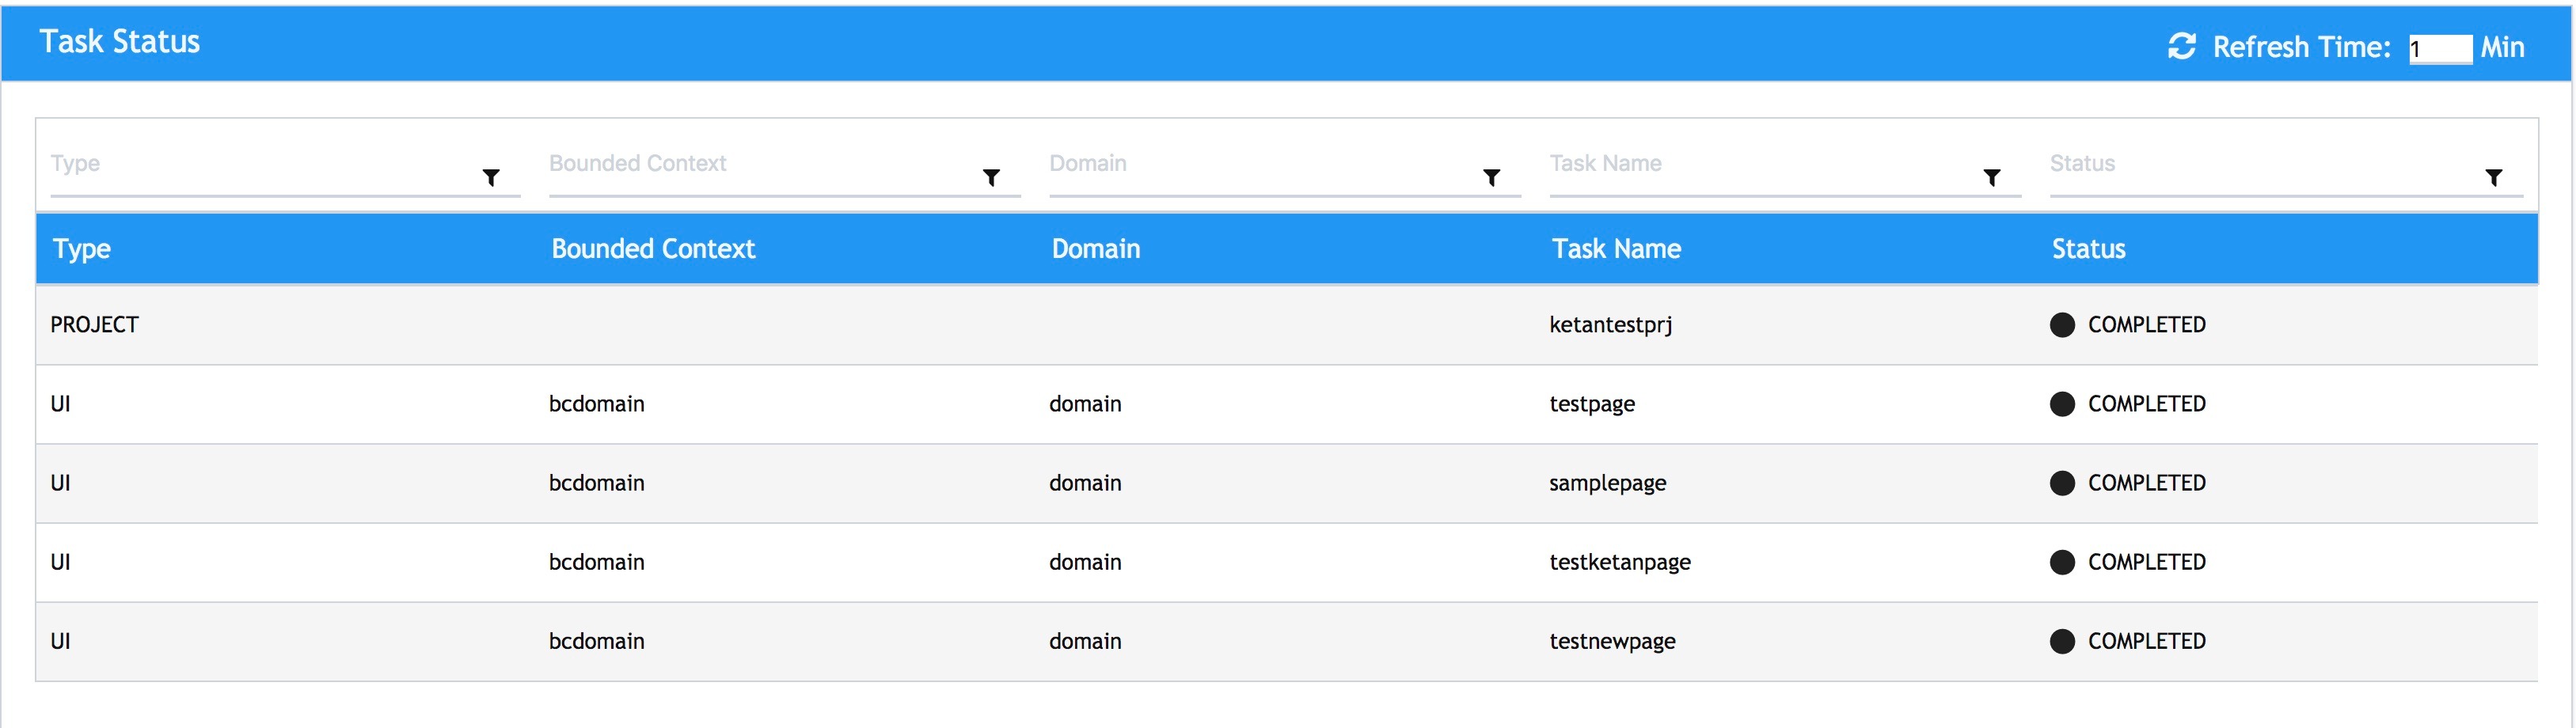 Task Status Refresh Time: 1 Min
Type Bounded Context Domain Task Name Status
Type Bounded Context Domain Task Name Status
PROJECT ketantestprj COMPLETED
UI bcdomain domain testpage COMPLETED
UI bcdomain domain samplepage COMPLETED
UI bcdomain domain testketanpage COMPLETED
UI bcdomain domain testnewpage COMPLETED